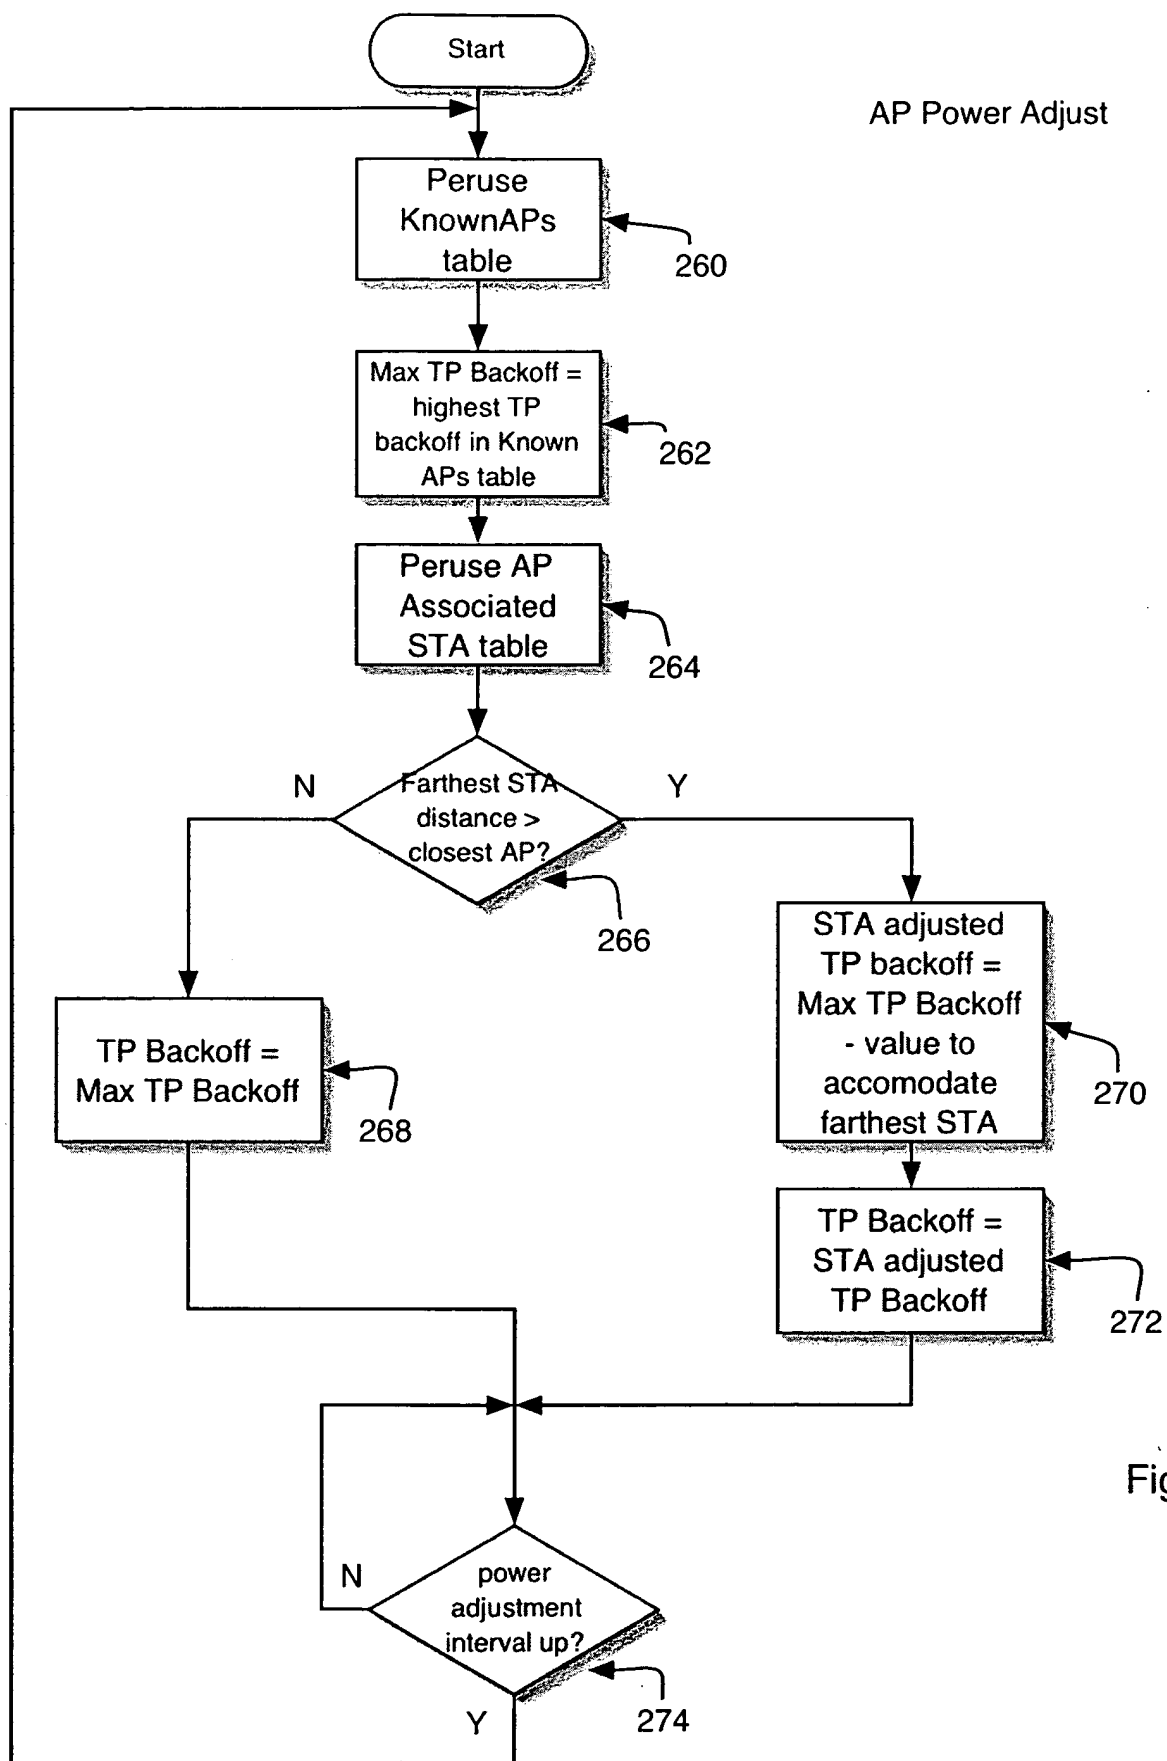 Start
AP Power Adjust
Peruse
KnownAPs
table
260
Max TP Backoff =
highest TP
backoff in Known
APs table
262
Peruse AP
Associated
STA table
264
N
Farthest STA
distance >
closest AP?
Y
266
STA adjusted
TP backoff =
Max TP Backoff
- value to
accomodate
farthest STA
270
TP Backoff =
Max TP Backoff
268
TP Backoff =
STA adjusted
TP Backoff
272
Fig
N
power
adjustment
interval up?
274
Y